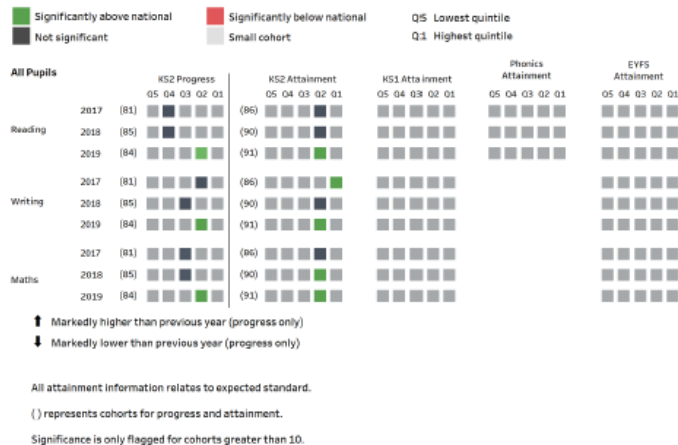 Significantly above national Significantly below national Q5 Lowest quintile
Not significant Small cohort Q1 Highest quintile
All Pupils
KS2 Progress KS2 Attainment KS1 Attainment Phonics Attainment EYFS Attainment
Q5 Q4 Q3 Q2 Q1 Q5 Q4 Q3 Q2 Q1 Q5 Q4 Q3 Q2 Q1 Q5 Q4 Q3 Q2 Q1 Q5 Q4 Q3 Q2 Q1
2017 (81) (86)
Reading 2018 (85) (90)
2019 (84) (91)
2017 (81) (86)
Writing 2018 (85) (90)
2019 (84) (91)
2017 (81) (86)
Maths 2018 (85) (90)
2019 (84) (91)
Markedly higher than previous year (progress only)
Markedly lower than previous year (progress only)
All attainment information relates to expected standard.
( ) represents cohorts for progress and attainment.
Significance is only flagged for cohorts greater than 10.